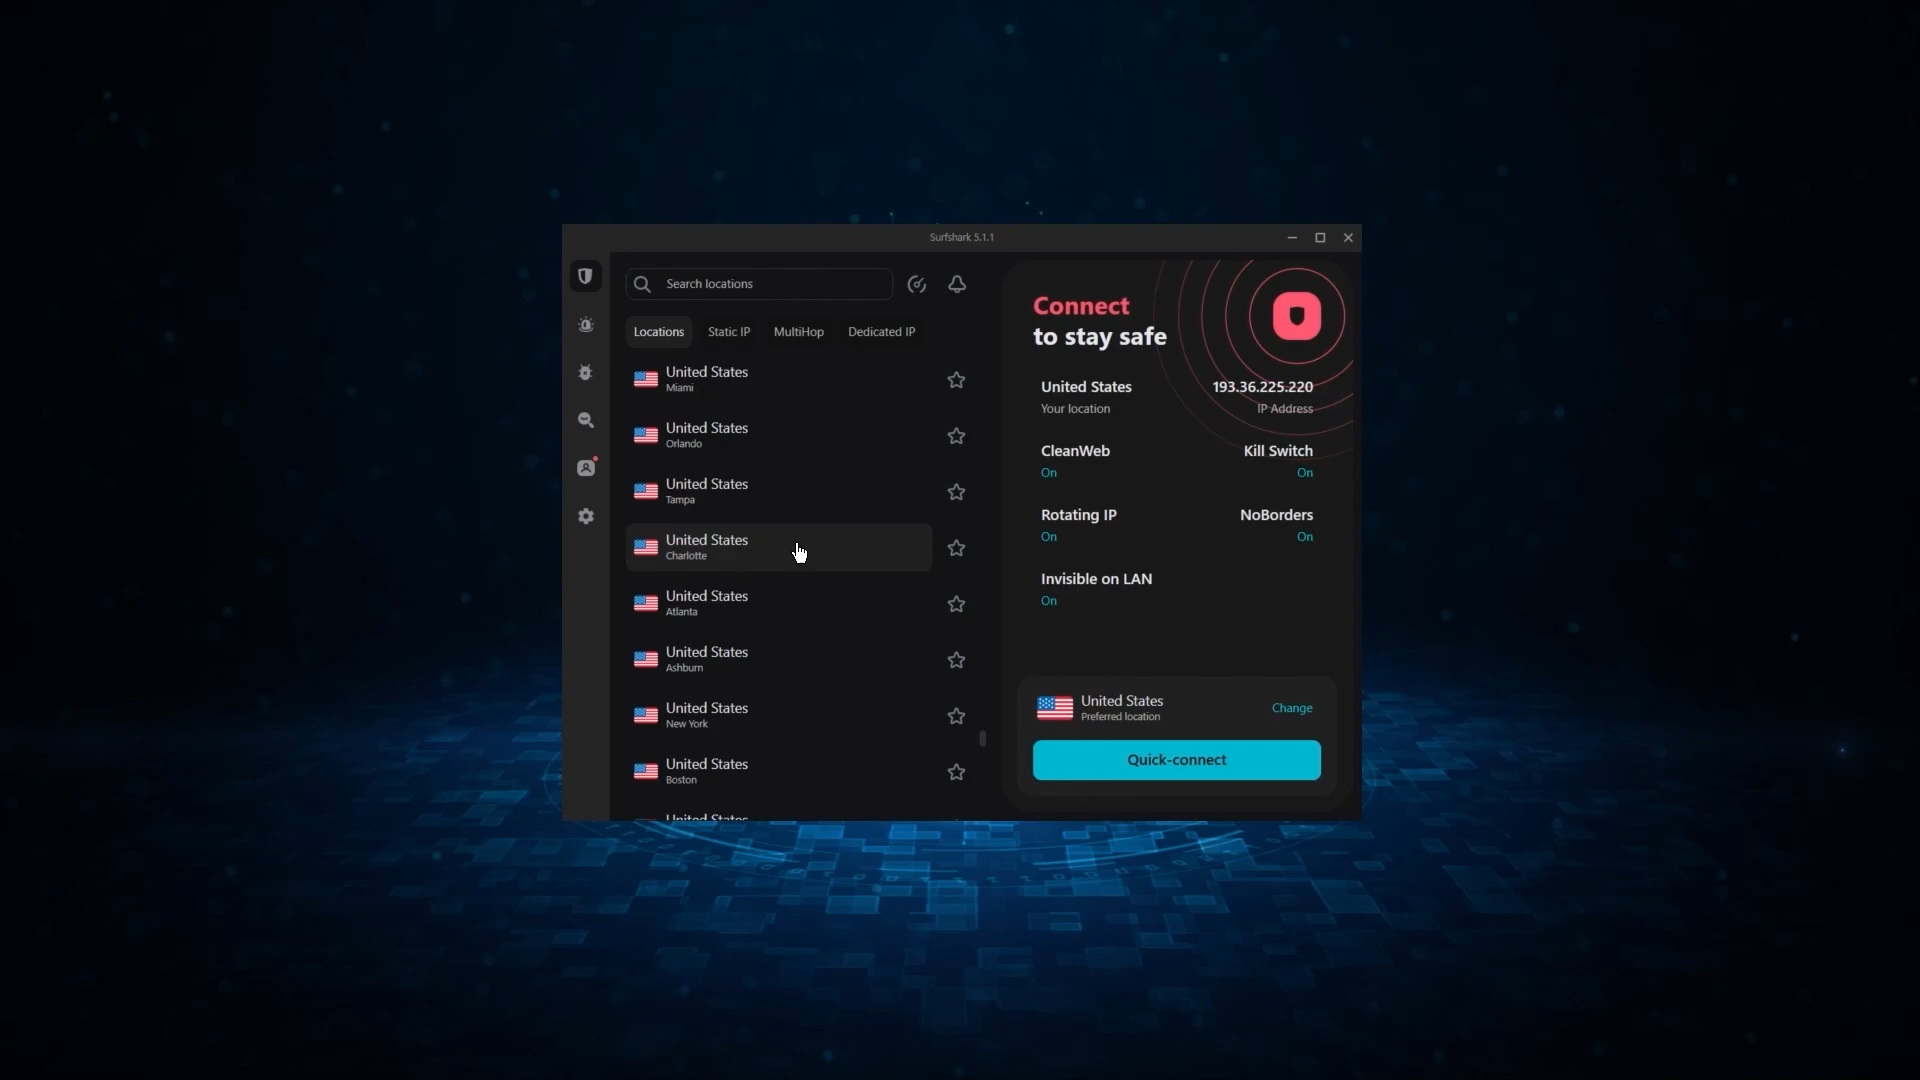 Surfshark 5.1.1
Search locations
Locations
Static IP
MultiHop
Dedicated IP
United States
Miami
United States
Orlando
United States
Tampa
United States
Charlotte
United States
Atlanta
United States
Ashburn
United States
New York
United States
Boston
United States
Connect
to stay safe
United States
Your location
193.36.225.220
IP Address
CleanWeb
On
Kill Switch
On
Rotating IP
On
NoBorders
On
Invisible on LAN
On
United States
Preferred location
Change
Quick-connect